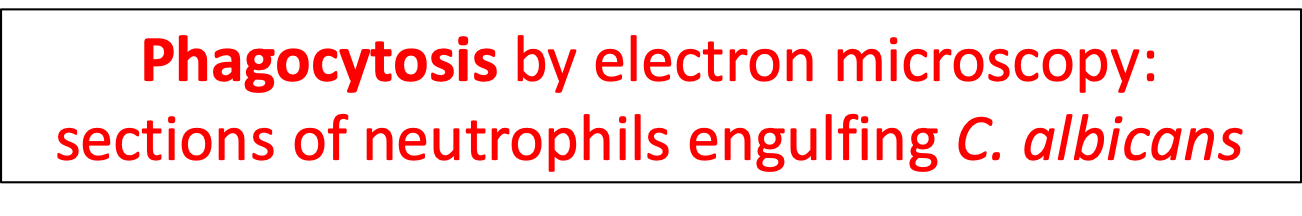 Phagocytosis by electron microscopy:
sections of neutrophils engulfing C. albicans